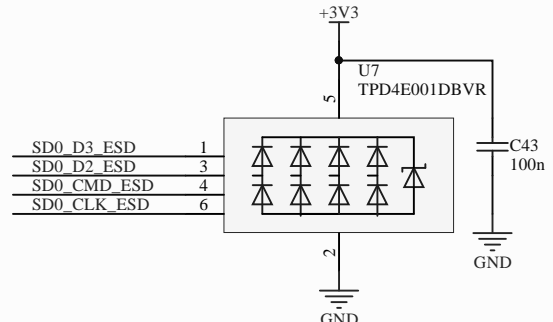 +3V3
U7
TPD4E001DBVR
5
SD0_D3_ESD 1
SD0_D2_ESD 3
SD0_CMD_ESD 4
SD0_CLK_ESD 6
C43
100n
2
GND
GND